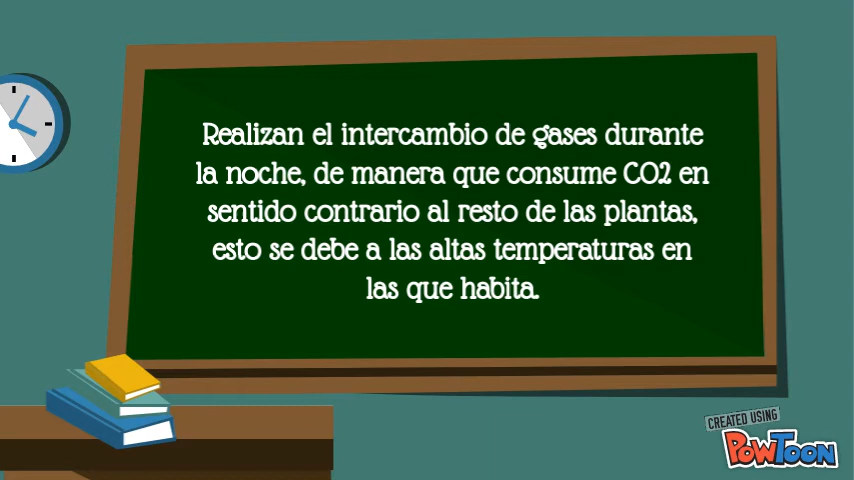 Realizan el intercambio de gases durante
la noche, de manera que consume CO2 en
sentido contrario al resto de las plantas,
esto se debe a las altas temperaturas en
las que habita.
CREATED USING
POWTOON